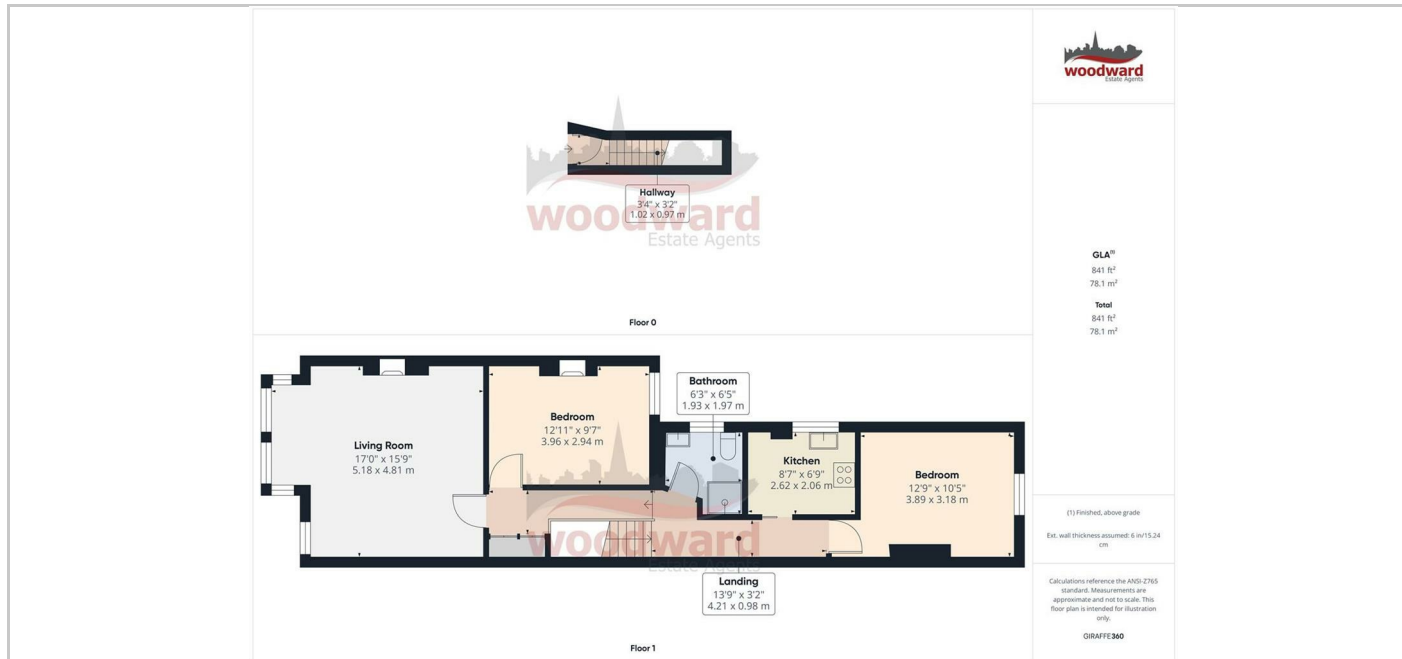 woodward
Estate Agents
Hallway
3'4" x 3'2"
1.02 x 0.97 m
woodward
Estate Agents
Floor 0
GLA⁽¹⁾
841 ft²
78.1 m²
Total
841 ft²
78.1 m²
Living Room
17'0" x 15'9"
5.18 x 4.81 m
Bedroom
12'11" x 9'7"
3.96 x 2.94 m
Bathroom
6'3" x 6'5"
1.93 x 1.97 m
Kitchen
8'7" x 6'9"
2.62 x 2.06 m
Bedroom
12'9" x 10'5"
3.89 x 3.18 m
woodward
Estate Agents
Landing
13'9" x 3'2"
4.21 x 0.98 m
Floor 1
(1) Finished, above grade
Ext. wall thickness assumed: 6 in/15.24
cm
Calculations reference the ANSI-Z765
standard. Measurements are
approximate and not to scale. This
floor plan is intended for illustration
only.
GIRAFFE360